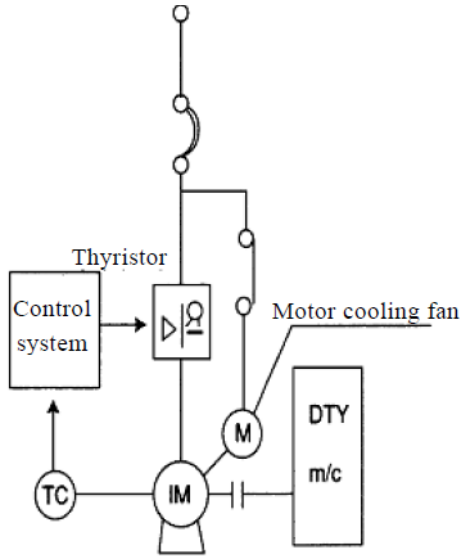 Thyristor
Control
system
Motor cooling fan
M
DTY
m/c
TC
IM